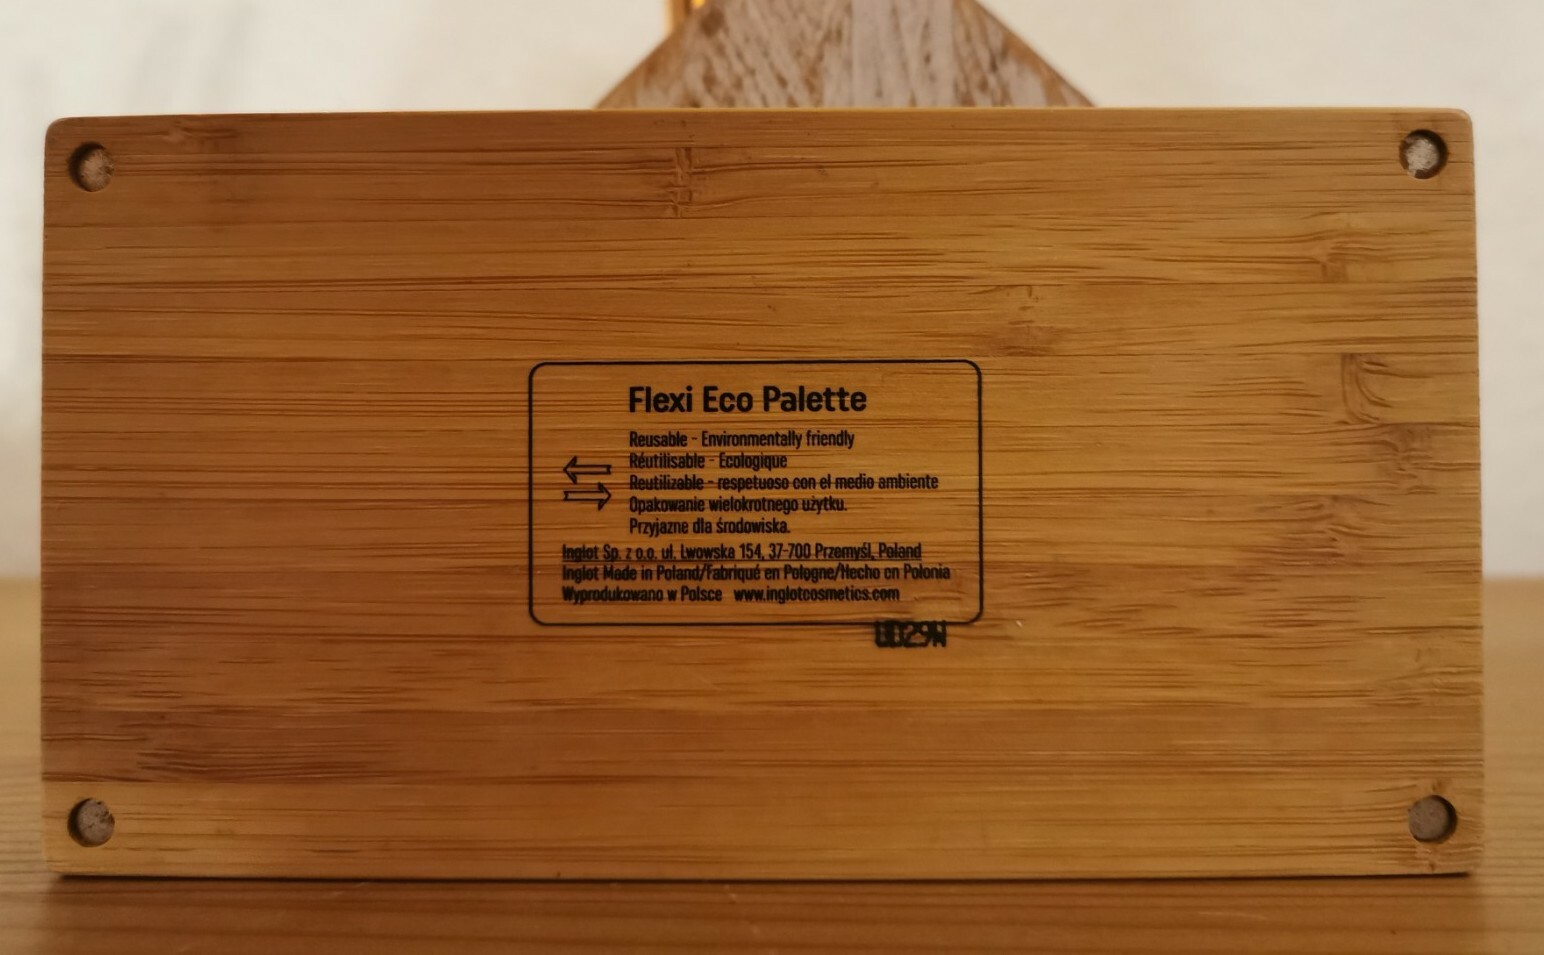 Flexi Eco Palette
Reusable - Environmentally friendly
Réutilisable - Ecologique
Reutilizable - respetuoso con el medio ambiente
Opakowanie wielokrotnego użytku.
Przyjazne dla środowiska.
Inglot Sp. z o.o. ul. Lwowska 154, 37-700 Przemyśl, Poland
Inglot Made in Poland/Fabriqué en Pologne/Hecho en Polonia
Wyprodukowano w Polsce www.inglotcosmetics.com